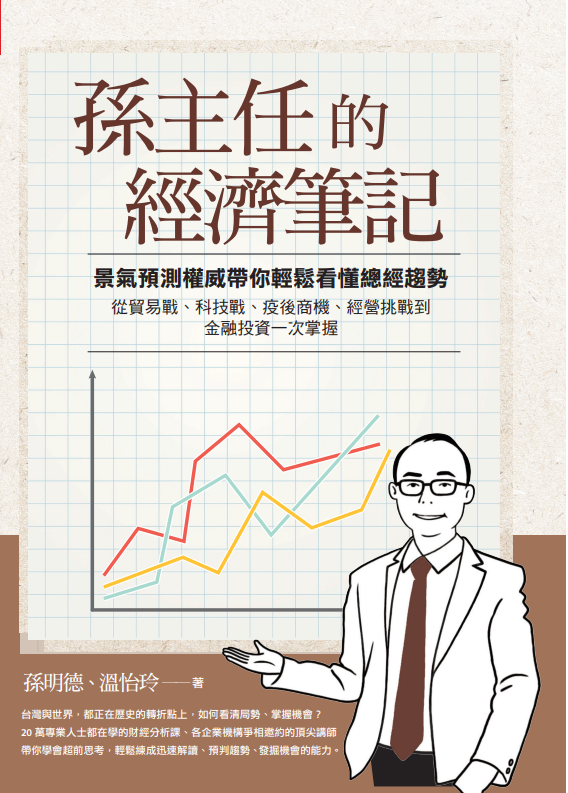 孫主任的
經濟筆記
景氣預測權威帶你輕鬆看懂總經趨勢
從貿易戰、科技戰、疫後商機、經營挑戰到
金融投資一次掌握
孫明德、溫怡玲——著
台灣與世界,都正在歷史的轉折點上,如何看清局勢、掌握機會?
20 萬專業人士都在學的財經分析課、各企業機構爭相邀約的頂尖講師
帶你學會超前思考,輕鬆練成迅速解讀、預判趨勢、發掘機會的能力。